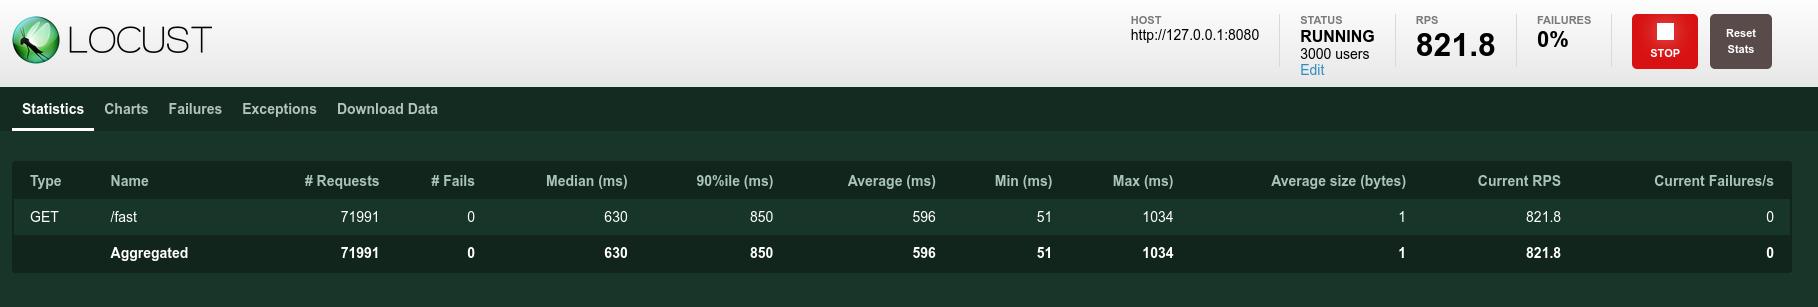 LOCUST
HOST
http://127.0.0.1:8080
STATUS
RUNNING
3000 users
Edit
RPS
821.8
FAILURES
0%
STOP
Reset
Stats
Statistics Charts Failures Exceptions Download Data
Type Name # Requests # Fails Median (ms) 90%ile (ms) Average (ms) Min (ms) Max (ms) Average size (bytes) Current RPS Current Failures/s
GET /fast 71991 0 630 850 596 51 1034 1 821.8 0
Aggregated 71991 0 630 850 596 51 1034 1 821.8 0